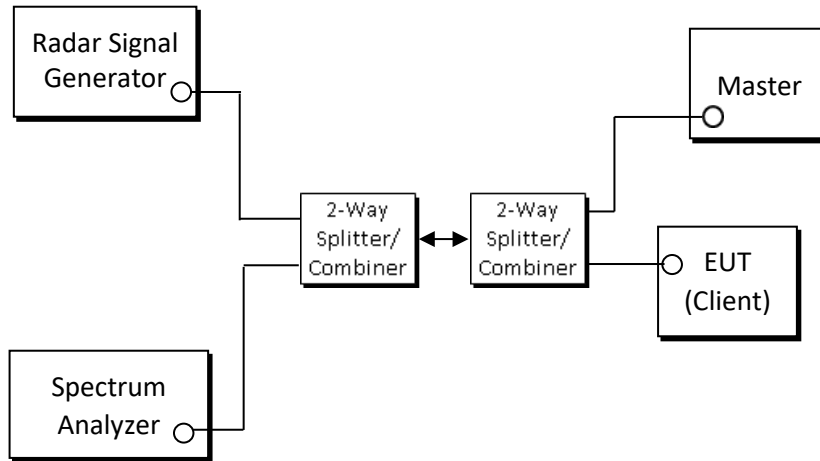 Radar Signal
Generator
Master
2-Way
Splitter/
Combiner
2-Way
Splitter/
Combiner
EUT
(Client)
Spectrum
Analyzer